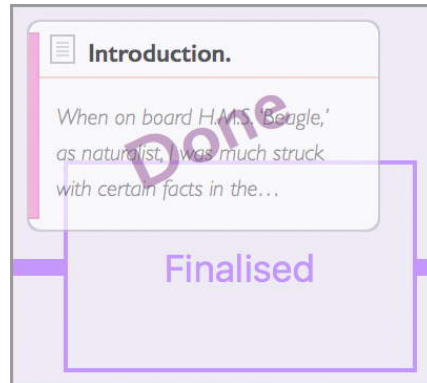 Introduction.
When on board H.M.S. 'Beagle,'
as naturalist, I was much struck
with certain facts in the…
Done
Finalised